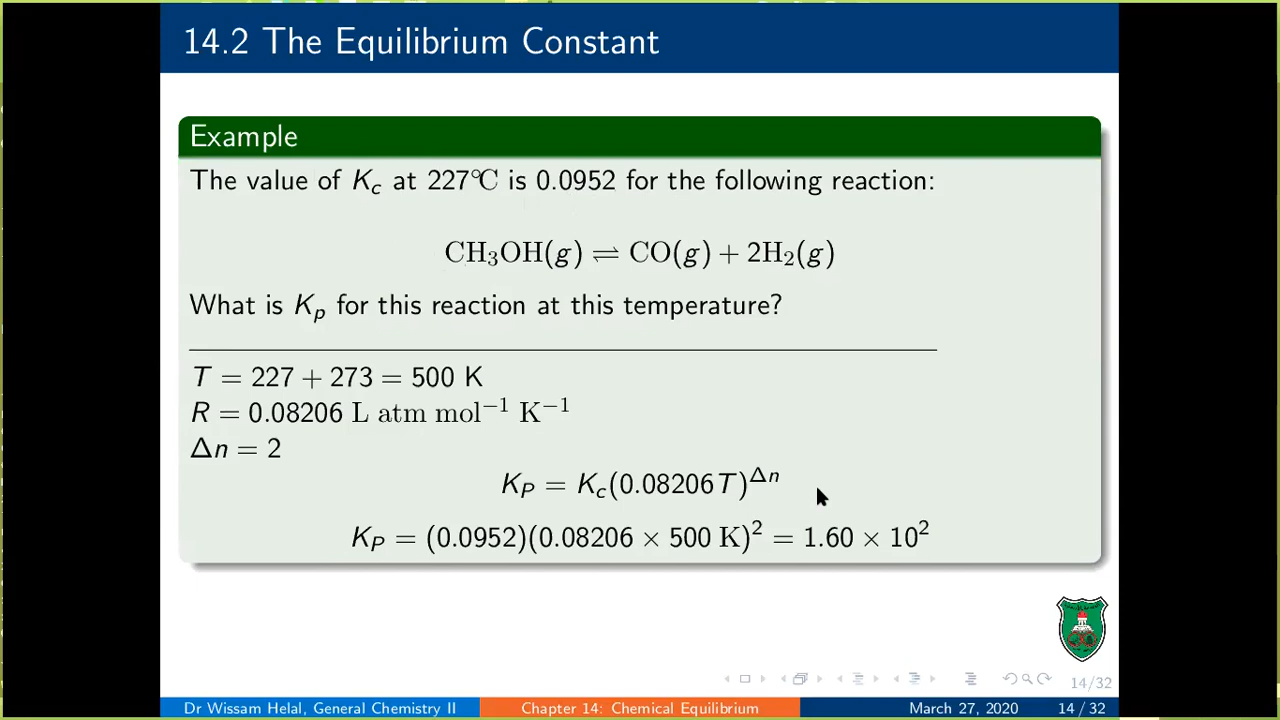 14.2 The Equilibrium Constant
Example
The value of Kc at 227℃ is 0.0952 for the following reaction:
CH₃OH(g) ⇌ CO(g) + 2H₂(g)
What is Kp for this reaction at this temperature?
T = 227 + 273 = 500 K
R = 0.08206 L atm mol⁻¹ K⁻¹
Δn = 2
K_P = K_c(0.08206T)^Δn
K_P = (0.0952)(0.08206 × 500 K)² = 1.60 × 10²
14/32
Dr Wissam Helal, General Chemistry II
Chapter 14: Chemical Equilibrium
March 27, 2020
14 / 32